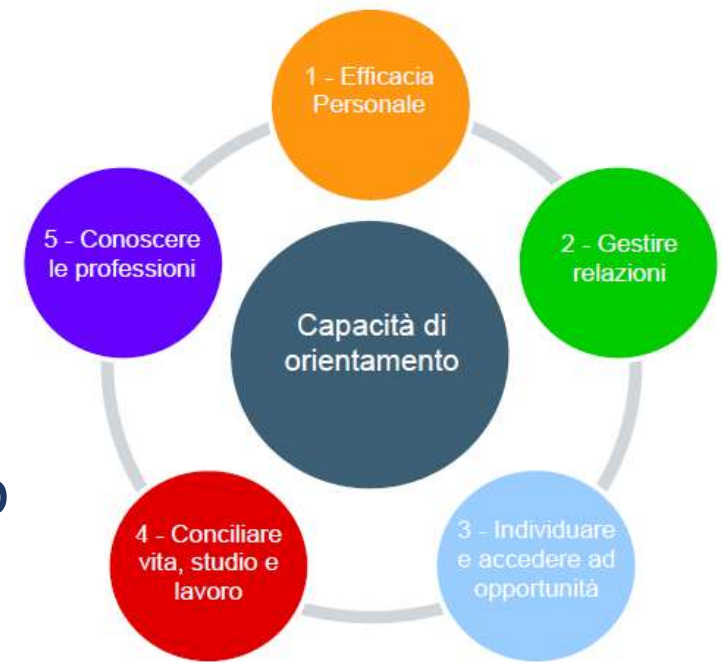 1 - Efficacia
Personale
2 - Gestire
relazioni
3 - Individuare
e accedere ad
opportunità
4 - Conciliare
vita, studio e
lavoro
5 - Conoscere
le professioni
Capacità di
orientamento